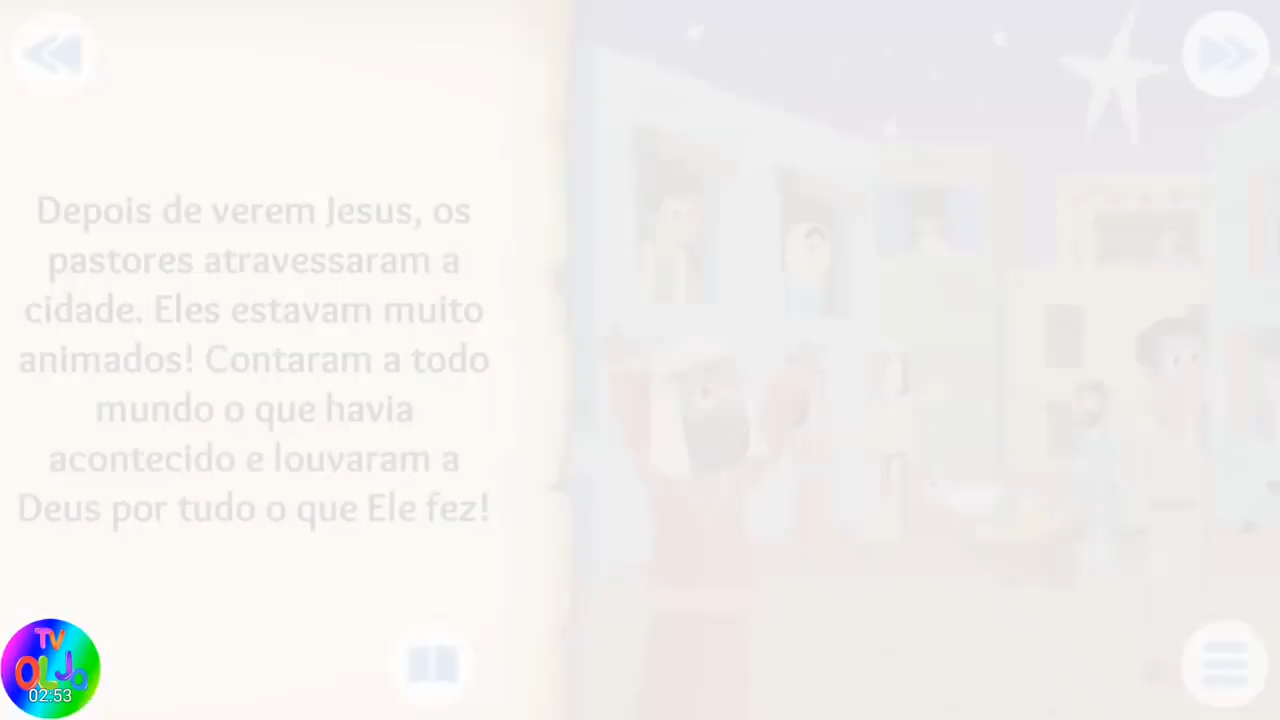 Depois de verem Jesus, os
pastores atravessaram a
cidade. Eles estavam muito
animados! Contaram a todo
mundo o que havia
acontecido e louvaram a
Deus por tudo o que Ele fez!
TV
OLJO
02:53